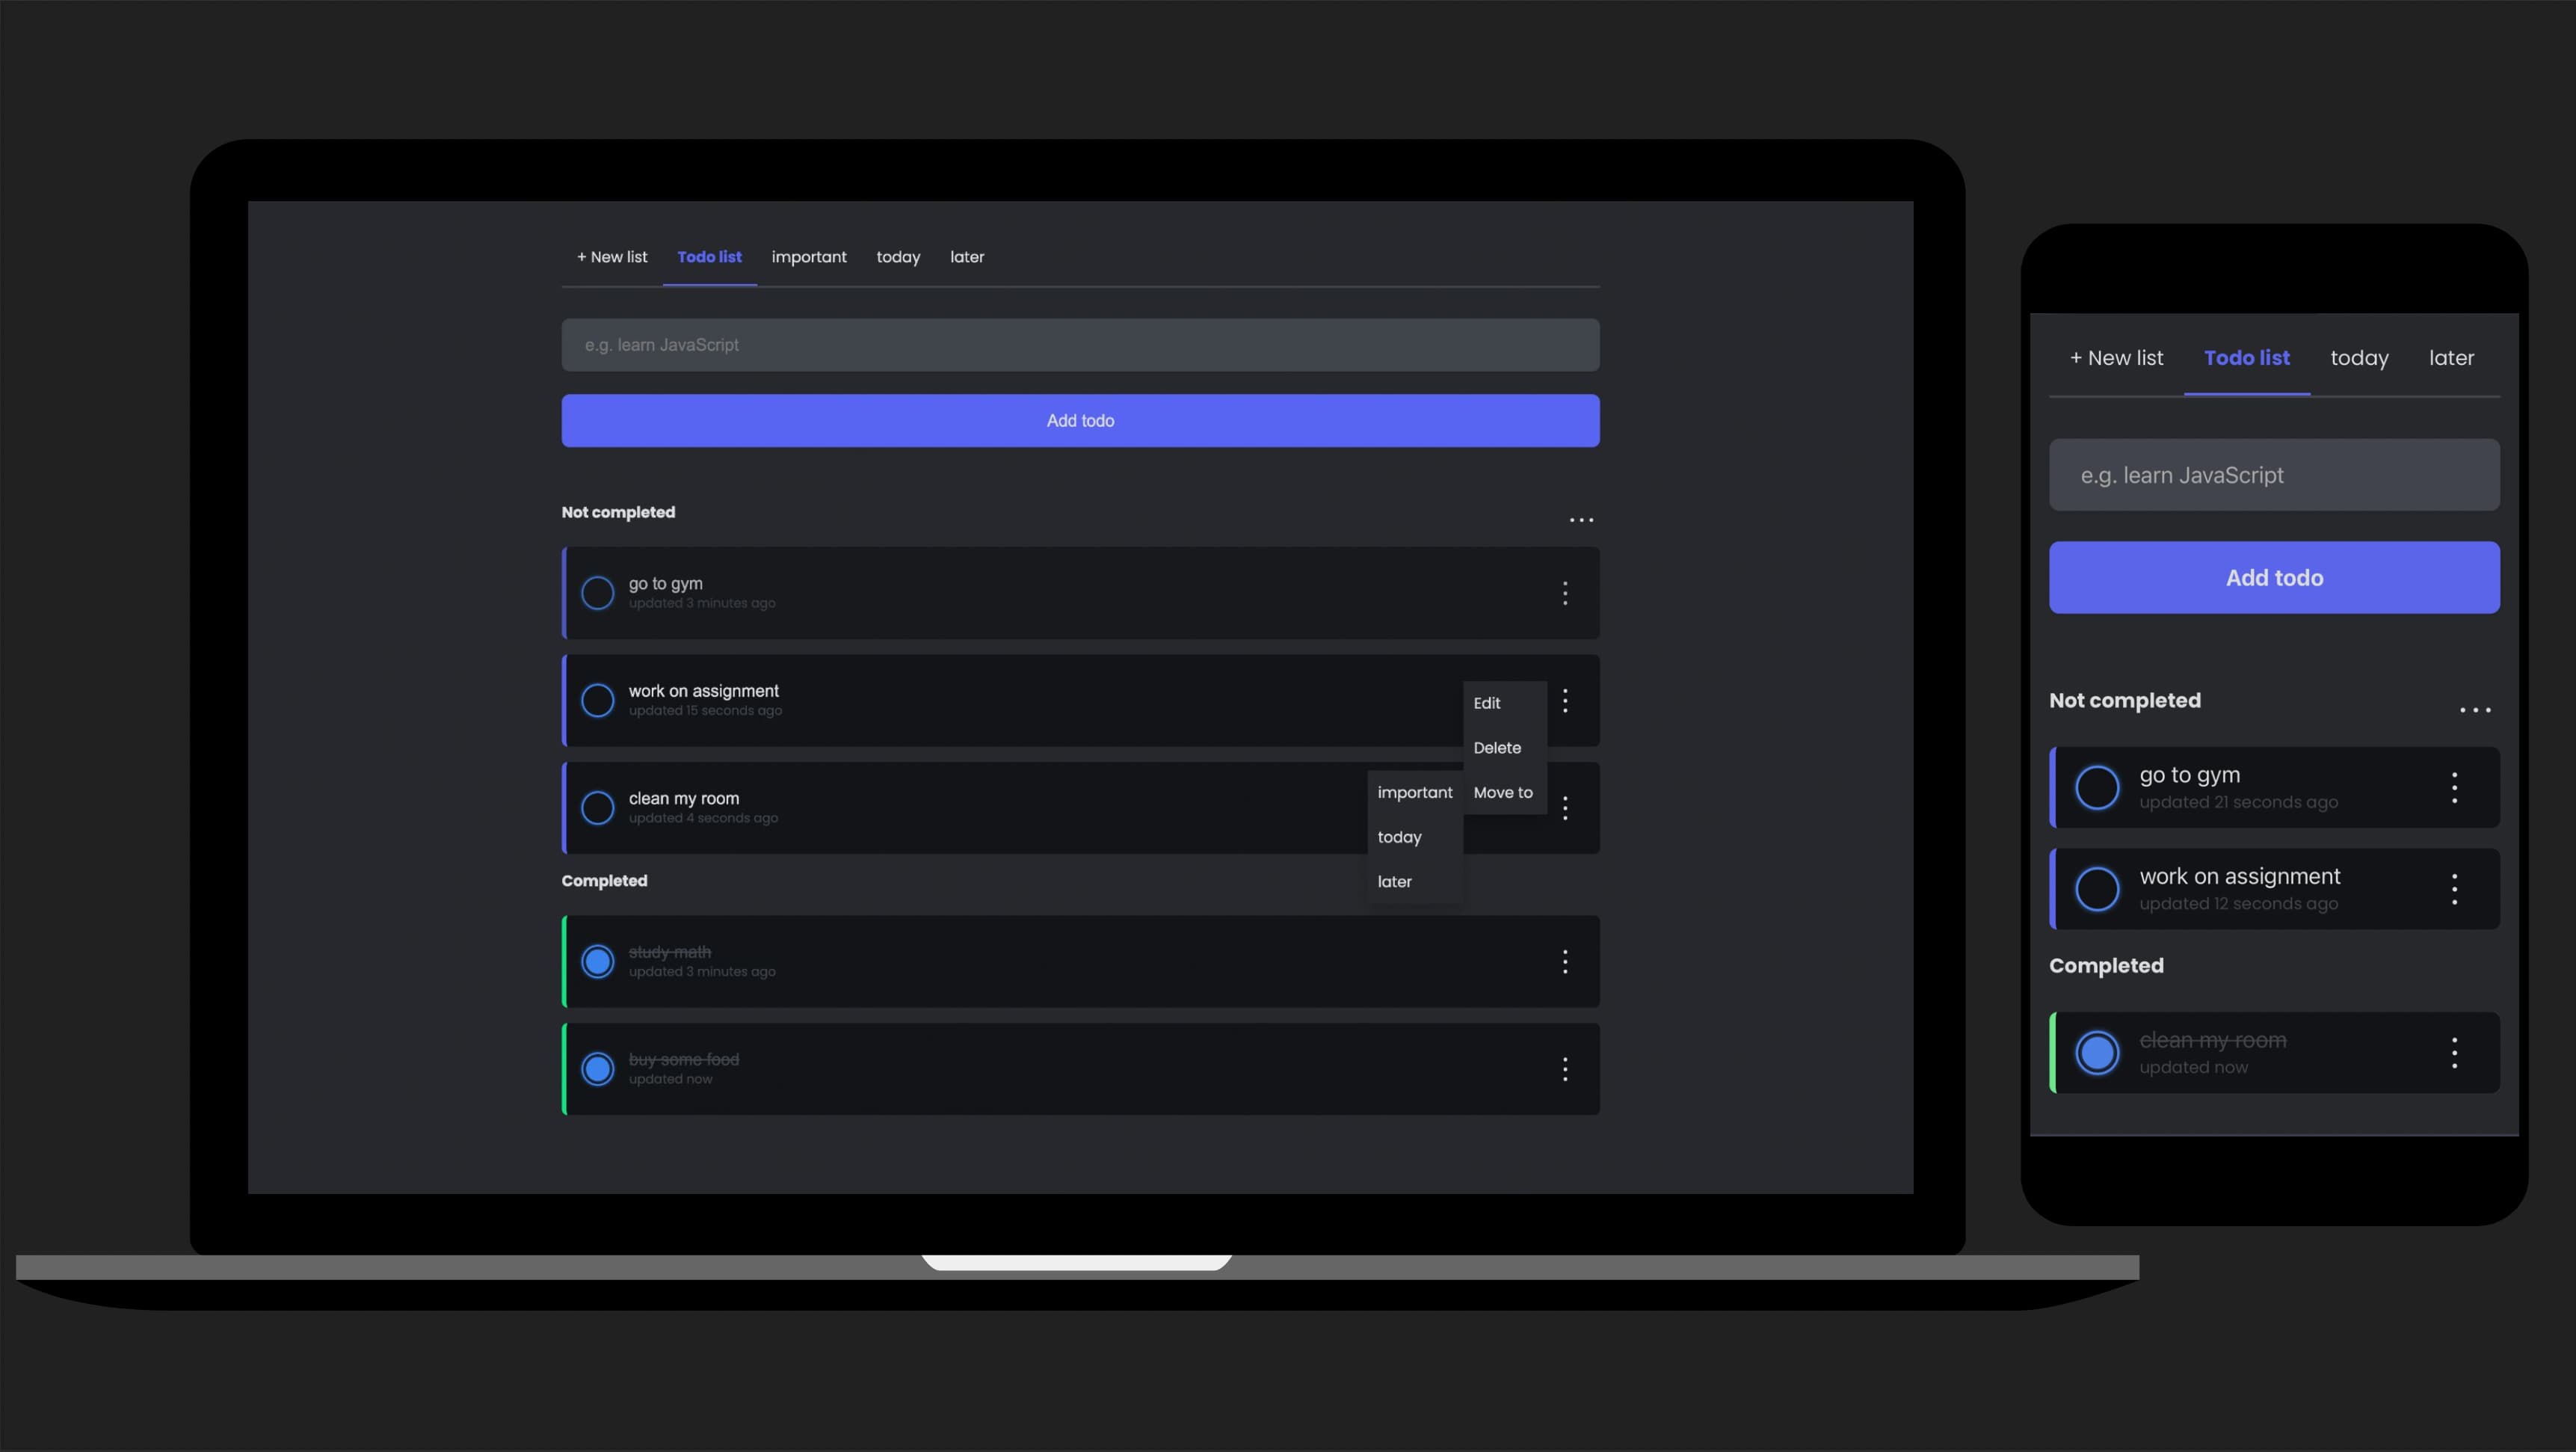 + New list Todo list important today later
e.g. learn JavaScript
Add todo
Not completed
go to gym
updated 3 minutes ago
work on assignment
updated 15 seconds ago
Edit
Delete
Move to
clean my room
updated 4 seconds ago
important
today
later
Completed
study math
updated 3 minutes ago
buy some food
updated now
+ New list Todo list today later
e.g. learn JavaScript
Add todo
Not completed
go to gym
updated 21 seconds ago
work on assignment
updated 12 seconds ago
Completed
clean my room
updated now